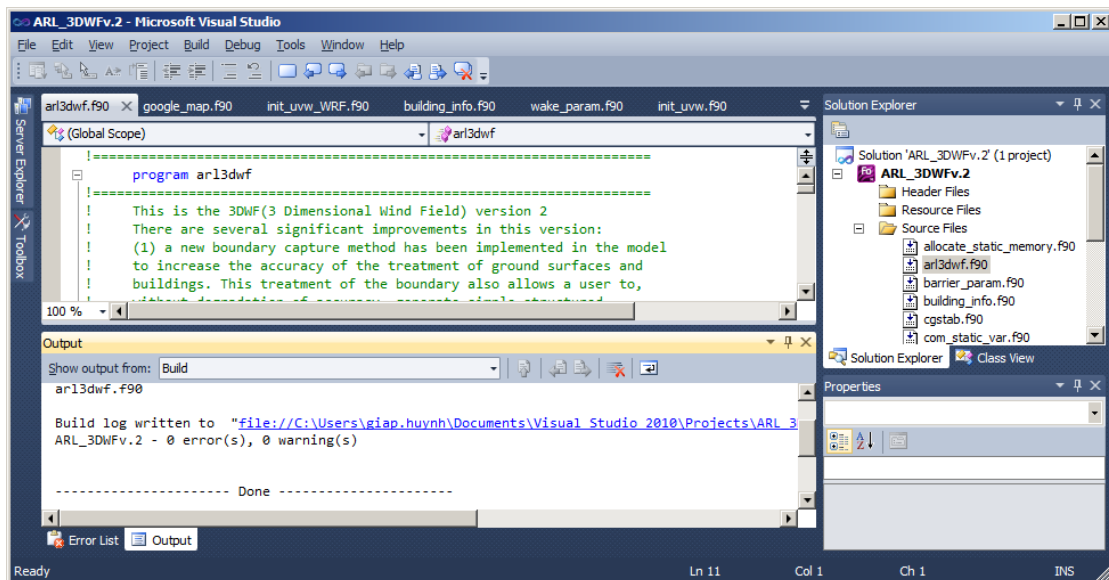 ARL_3DWFv.2 - Microsoft Visual Studio
File Edit View Project Build Debug Tools Window Help
Server Explorer
Toolbox
arl3dwf.f90 google_map.f90 init_uvw_WRF.f90 building_info.f90 wake_param.f90 init_uvw.f90
(Global Scope) arl3dwf
!=======================================================================
program arl3dwf
!=======================================================================
! This is the 3DWF(3 Dimensional Wind Field) version 2
! There are several significant improvements in this version:
! (1) a new boundary capture method has been implemented in the model
! to increase the accuracy of the treatment of ground surfaces and
! buildings. This treatment of the boundary also allows a user to,
! without degradation of accuracy, generate simple structured
100 %
Output
Show output from: Build
arl3dwf.f90
Build log written to "file://C:\Users\giap.huynh\Documents\Visual Studio 2010\Projects\ARL_3
ARL_3DWFv.2 - 0 error(s), 0 warning(s)
---------------------- Done ----------------------
Error List Output
Solution Explorer
Solution 'ARL_3DWFv.2' (1 project)
ARL_3DWFv.2
Header Files
Resource Files
Source Files
allocate_static_memory.f90
arl3dwf.f90
barrier_param.f90
building_info.f90
cgstab.f90
com_static_var.f90
Solution Explorer Class View
Properties
Ready Ln 11 Col 1 Ch 1 INS